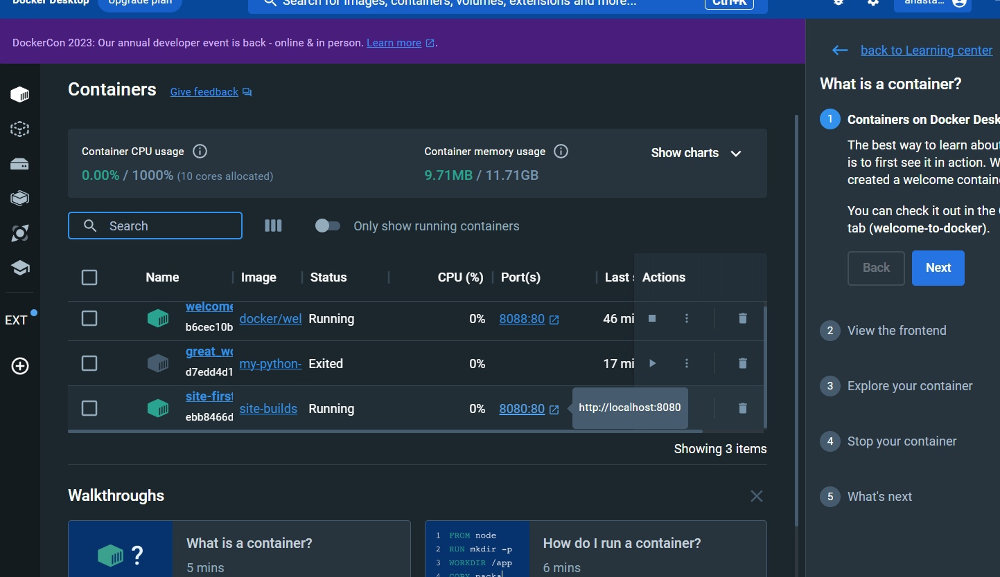 Docker Desktop
Upgrade plan
Search for images, containers, volumes, extensions and more...
Ctrl+K
anasta...
DockerCon 2023: Our annual developer event is back - online & in person. Learn more.
Containers
Give feedback
Container CPU usage
0.00% / 1000% (10 cores allocated)
Container memory usage
9.71MB / 11.71GB
Show charts
Search
Only show running containers
Name Image Status CPU (%) Port(s) Last Actions
welcome
b6cec10b
docker/wel Running 0% 8088:80 46 mi
great_wo
d7edd4d1
my-python- Exited 0% 17 mi
site-first
ebb8466d
site-builds Running 0% 8080:80
http://localhost:8080
Showing 3 items
EXT
Walkthroughs
?
What is a container?
5 mins
1 FROM node
2 RUN mkdir -p
3 WORKDIR /app
4 COPY packa
How do I run a container?
6 mins
back to Learning center
What is a container?
1 Containers on Docker Desk
The best way to learn about
is to first see it in action. W
created a welcome contain
You can check it out in the
tab (welcome-to-docker).
Back
Next
2 View the frontend
3 Explore your container
4 Stop your container
5 What's next